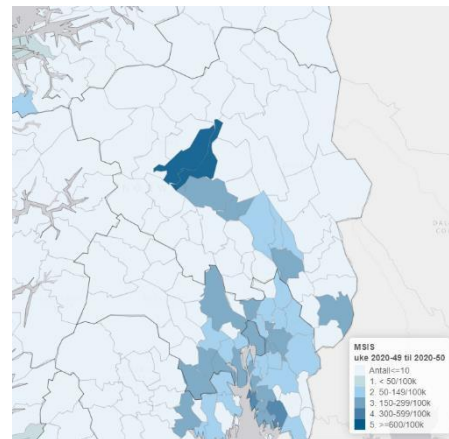 MSIS
uke 2020-49 til 2020-50
Antall<=10
1. < 50/100k
2. 50-149/100k
3. 150-299/100k
4. 300-599/100k
5. >=600/100k